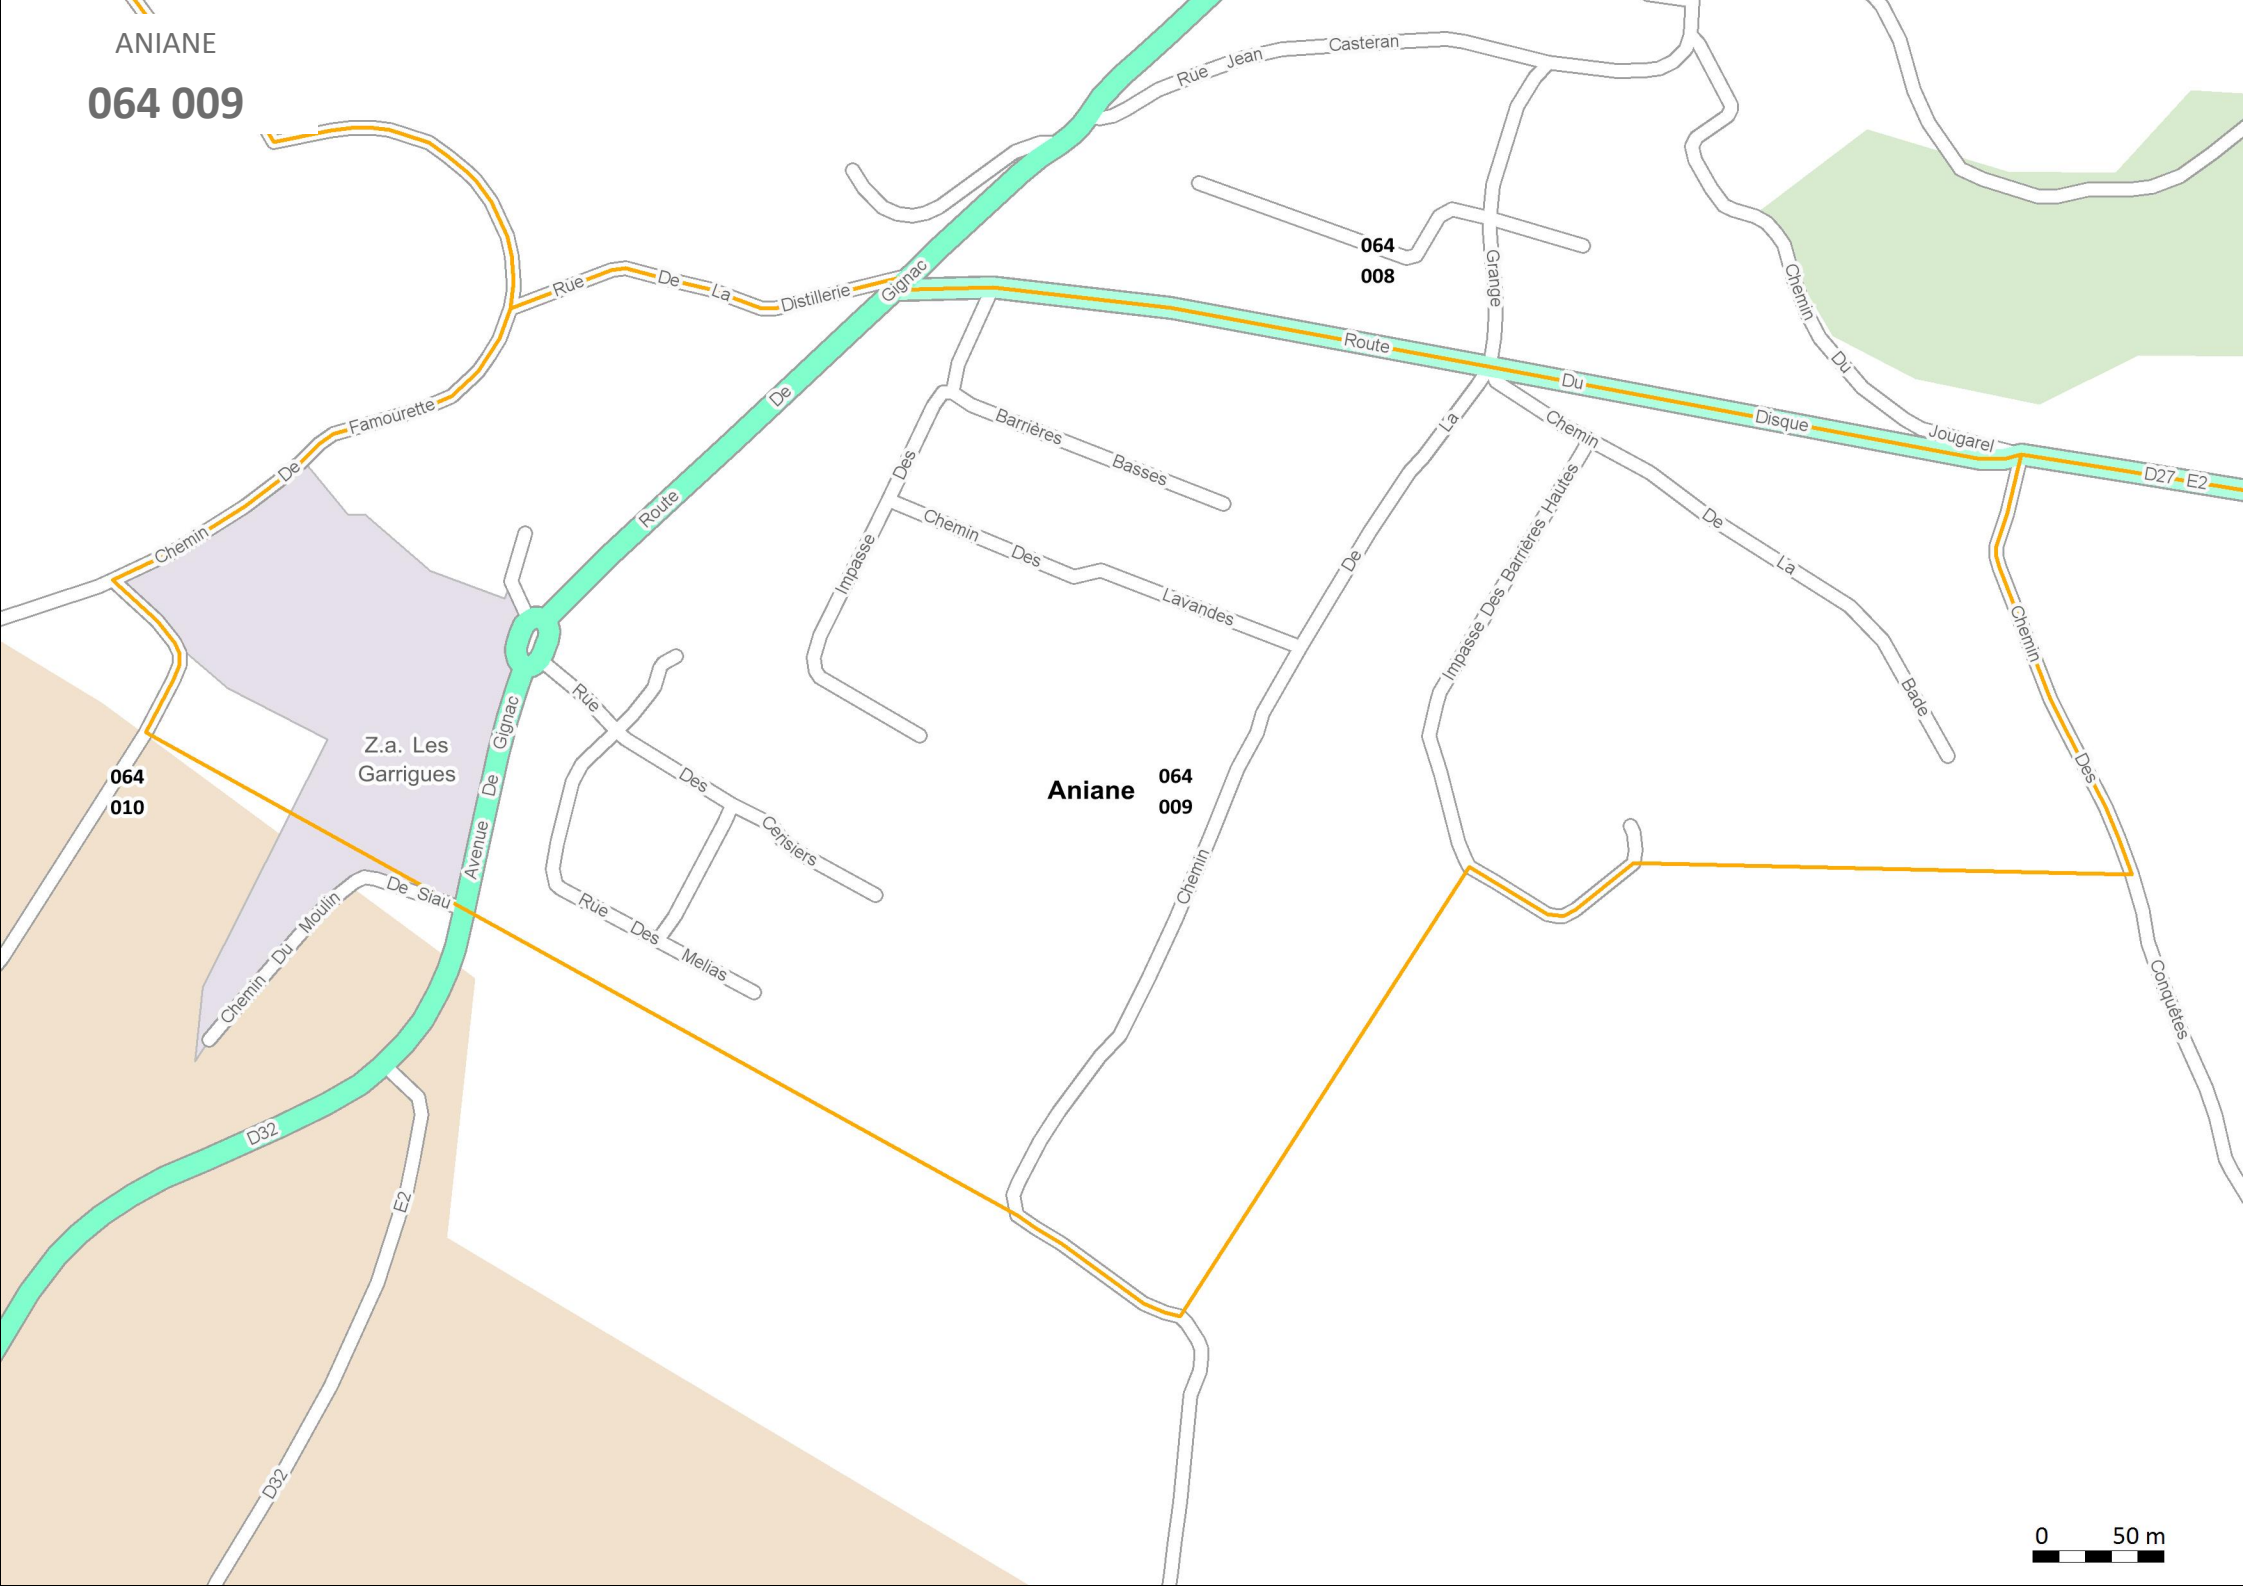 ANIANE
064 009
Rue Jean Casteran
064
008
Grange
Rue De La Distillerie
Gignac
De
Route
Route Du Disque
D27 E2
Chemin Du Jougarel
Chemin De Famourette
Barrières Basses
Impasse Des
Chemin Des Lavandes
La
De
Chemin
Chemin De La Bade
Impasse Des Barrières Hautes
Chemin Des Conquêtes
Z.a. Les
Garrigues
Avenue De Gignac
Rue Des Cerisiers
Rue Des Melias
064
010
Aniane
064
009
Chemin Du Moulin De Siau
D32
E2
D32
0 50 m